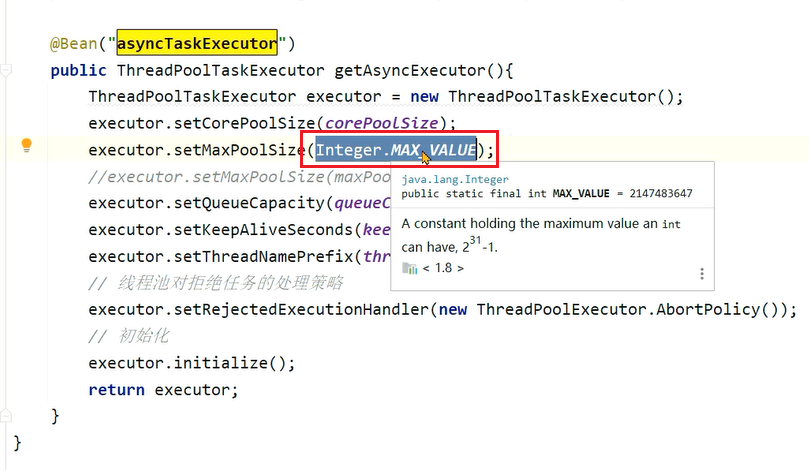 @Bean("asyncTaskExecutor")
public ThreadPoolTaskExecutor getAsyncExecutor(){
ThreadPoolTaskExecutor executor = new ThreadPoolTaskExecutor();
executor.setCorePoolSize(corePoolSize);
executor.setMaxPoolSize(Integer.MAX_VALUE);
//executor.setMaxPoolSize(maxPoo
java.lang.Integer
public static final int MAX_VALUE = 2147483647
executor.setQueueCapacity(queueC
A constant holding the maximum value an int
executor.setKeepAliveSeconds(kee
can have, 2³¹-1.
executor.setThreadNamePrefix(thr
< 1.8 >
// 线程池对拒绝任务的处理策略
executor.setRejectedExecutionHandler(new ThreadPoolExecutor.AbortPolicy());
// 初始化
executor.initialize();
return executor;
}
}